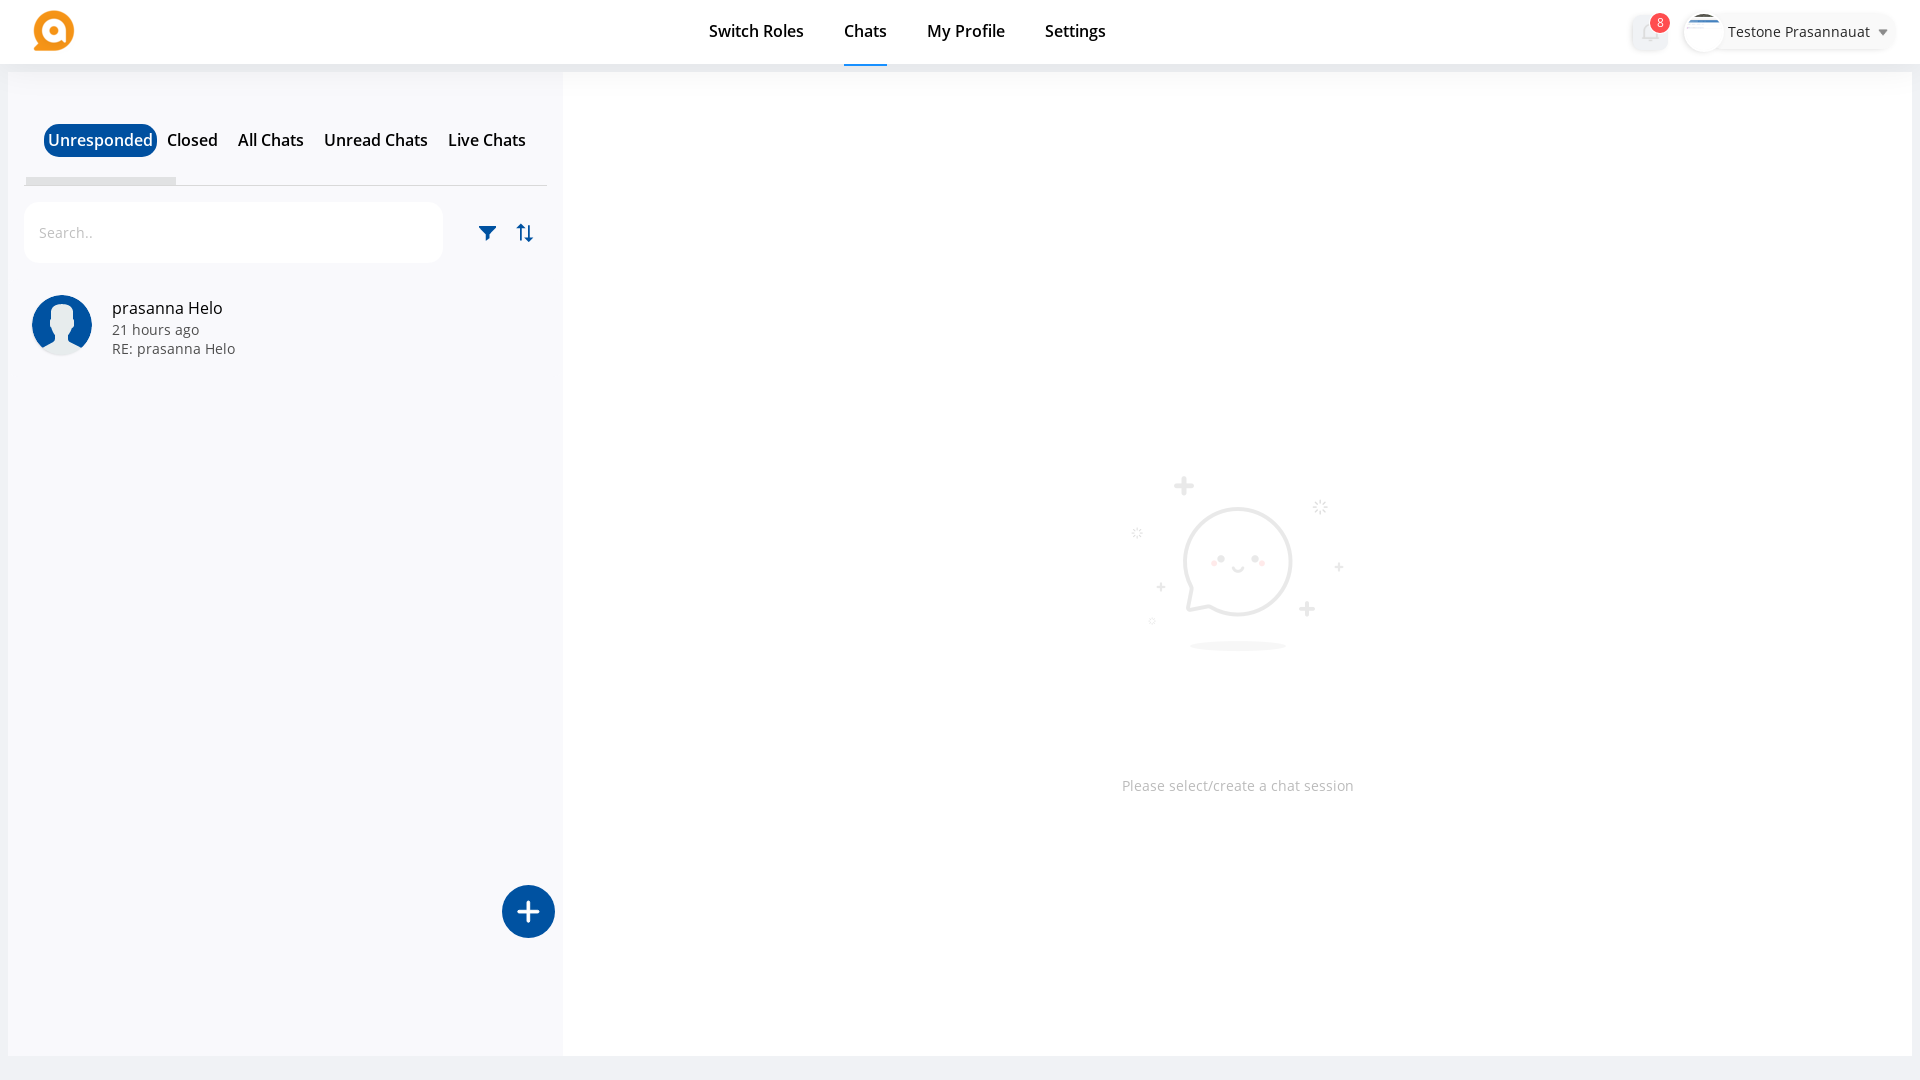 Switch Roles
Chats
My Profile
Settings
8
Testone Prasannauat
Unresponded
Closed
All Chats
Unread Chats
Live Chats
Search..
prasanna Helo
21 hours ago
RE: prasanna Helo
Please select/create a chat session